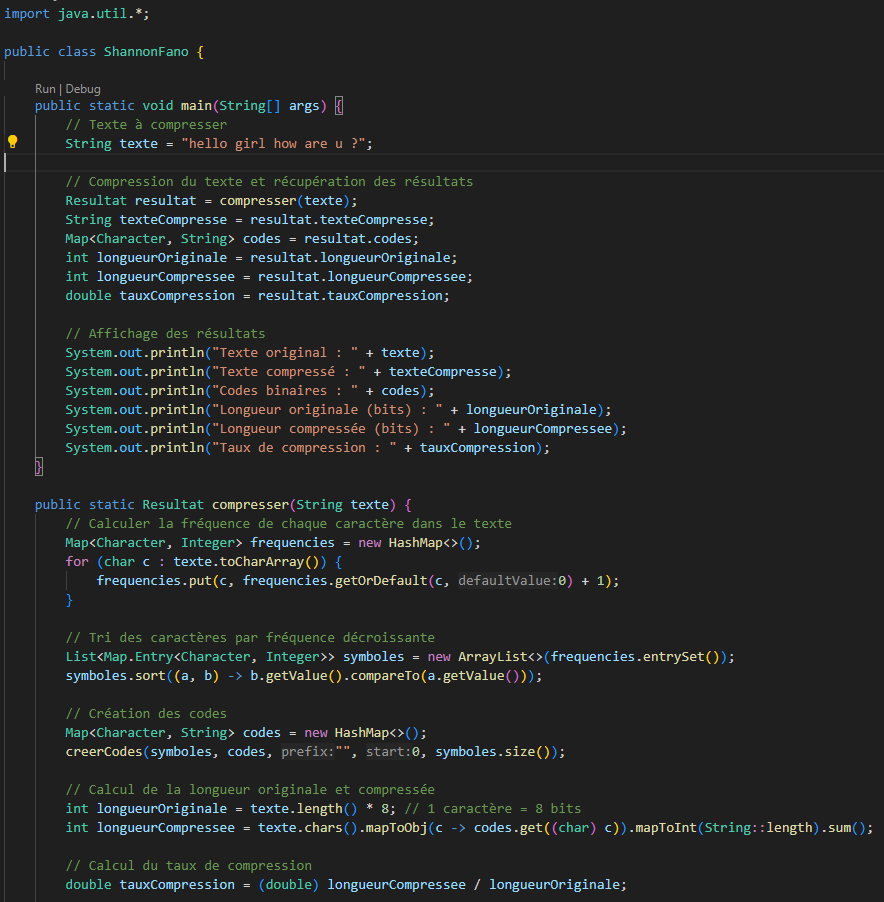 import java.util.*;
public class ShannonFano {
Run | Debug
public static void main(String[] args) {
// Texte à compresser
String texte = "hello girl how are u ?";
// Compression du texte et récupération des résultats
Resultat resultat = compresser(texte);
String texteCompresse = resultat.texteCompresse;
Map<Character, String> codes = resultat.codes;
int longueurOriginale = resultat.longueurOriginale;
int longueurCompressee = resultat.longueurCompressee;
double tauxCompression = resultat.tauxCompression;
// Affichage des résultats
System.out.println("Texte original : " + texte);
System.out.println("Texte compressé : " + texteCompresse);
System.out.println("Codes binaires : " + codes);
System.out.println("Longueur originale (bits) : " + longueurOriginale);
System.out.println("Longueur compressée (bits) : " + longueurCompressee);
System.out.println("Taux de compression : " + tauxCompression);
}
public static Resultat compresser(String texte) {
// Calculer la fréquence de chaque caractère dans le texte
Map<Character, Integer> frequencies = new HashMap<>();
for (char c : texte.toCharArray()) {
frequencies.put(c, frequencies.getOrDefault(c, defaultValue:0) + 1);
}
// Tri des caractères par fréquence décroissante
List<Map.Entry<Character, Integer>> symboles = new ArrayList<>(frequencies.entrySet());
symboles.sort((a, b) -> b.getValue().compareTo(a.getValue()));
// Création des codes
Map<Character, String> codes = new HashMap<>();
creerCodes(symboles, codes, prefix:"", start:0, symboles.size());
// Calcul de la longueur originale et compressée
int longueurOriginale = texte.length() * 8; // 1 caractère = 8 bits
int longueurCompressee = texte.chars().mapToObj(c -> codes.get((char) c)).mapToInt(String::length).sum();
// Calcul du taux de compression
double tauxCompression = (double) longueurCompressee / longueurOriginale;